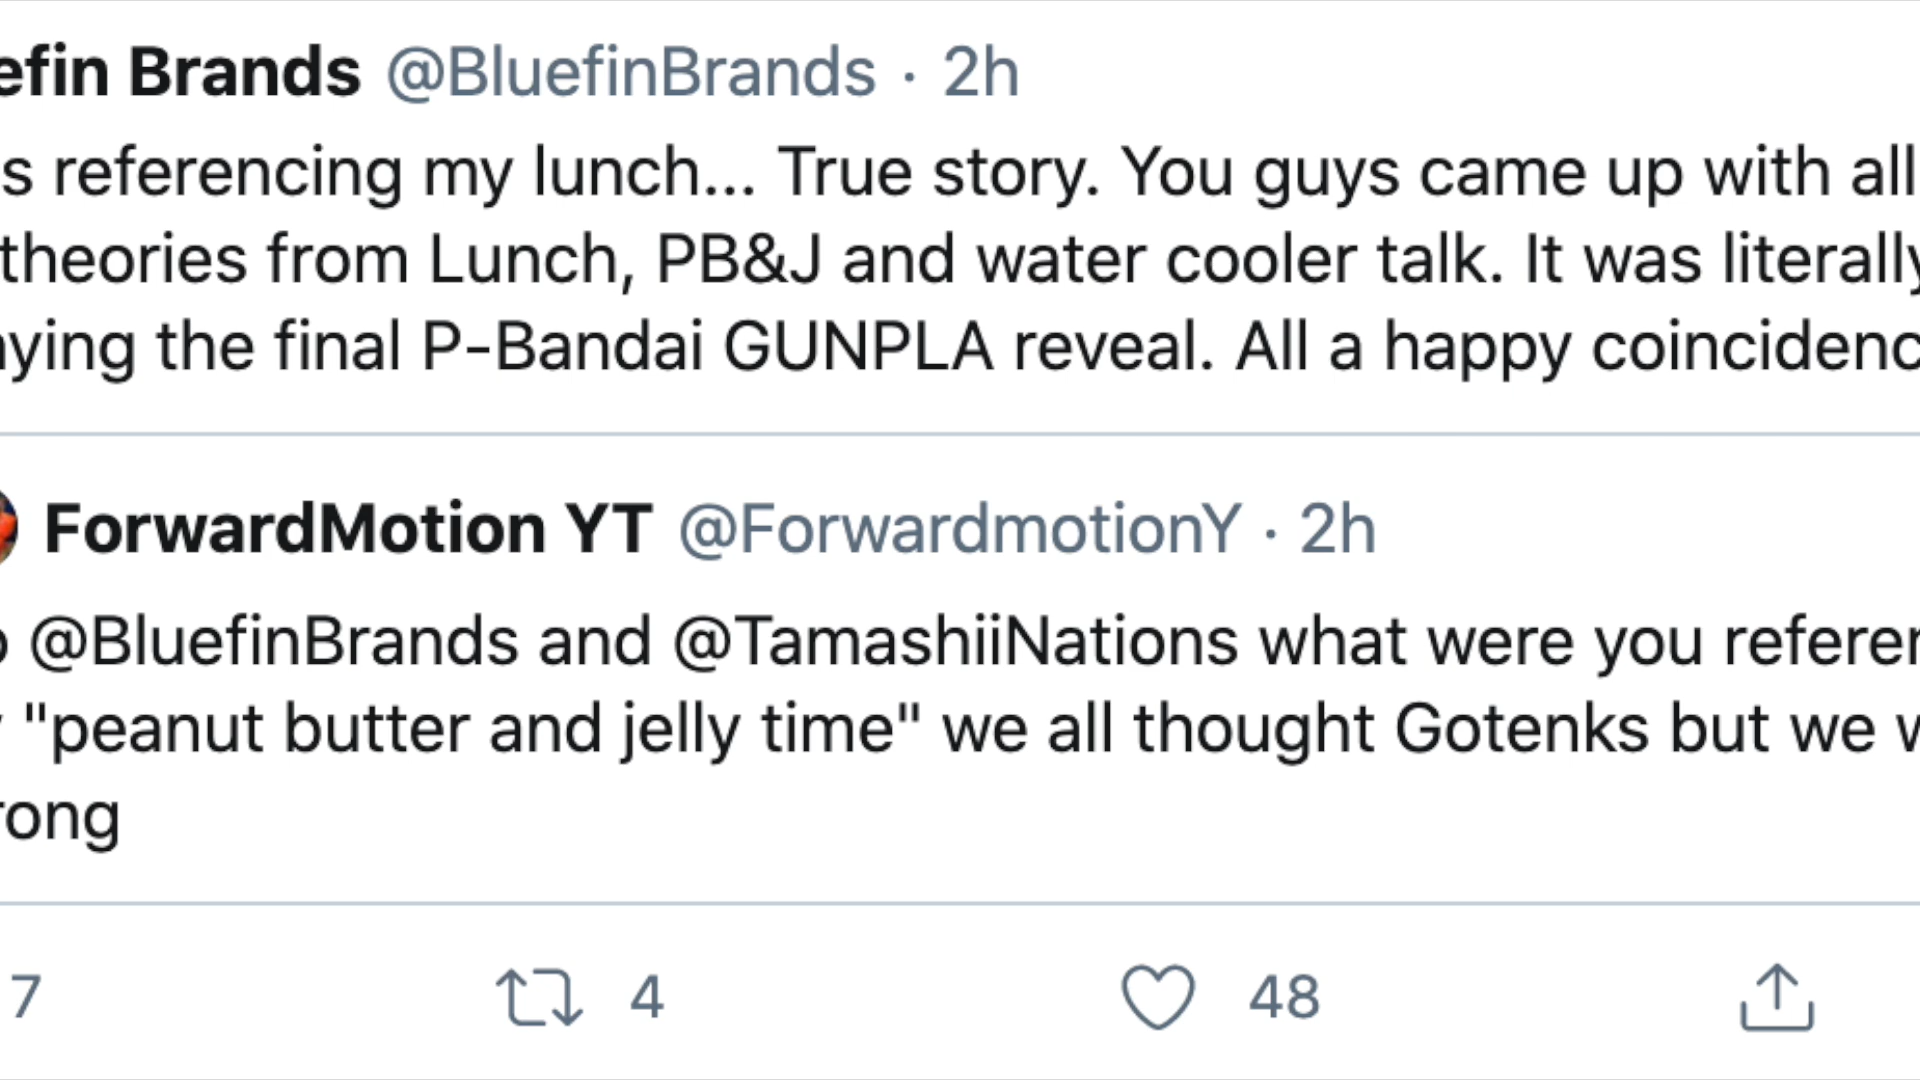 efin Brands @BluefinBrands · 2h
s referencing my lunch... True story. You guys came up with all
theories from Lunch, PB&J and water cooler talk. It was literally
ying the final P-Bandai GUNPLA reveal. All a happy coincidenc
ForwardMotion YT @ForwardmotionY · 2h
@BluefinBrands and @TamashiiNations what were you referen
"peanut butter and jelly time" we all thought Gotenks but we w
rong
7 4 48